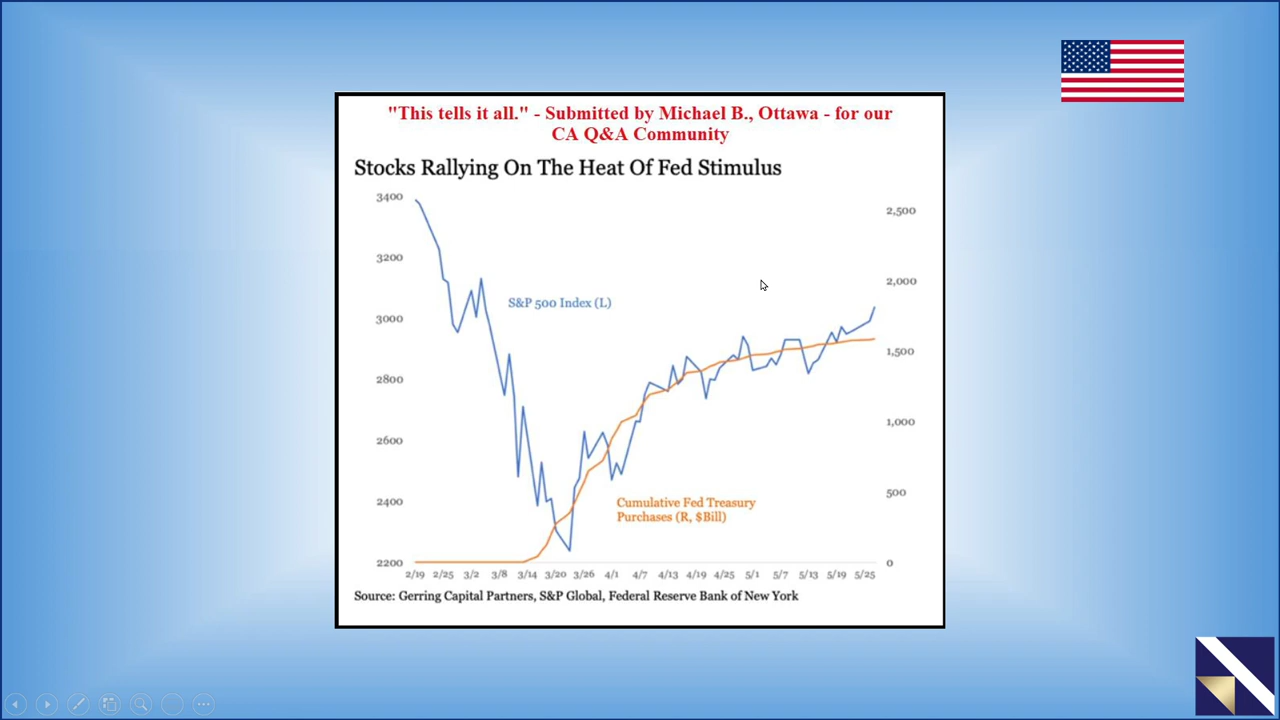 "This tells it all." - Submitted by Michael B., Ottawa - for our
CA Q&A Community
Stocks Rallying On The Heat Of Fed Stimulus
3400
3200
3000
2800
2600
2400
2200
2,500
2,000
1,500
1,000
500
0
S&P 500 Index (L)
Cumulative Fed Treasury
Purchases (R, $Bill)
2/19 2/25 3/2 3/8 3/14 3/20 3/26 4/1 4/7 4/13 4/19 4/25 5/1 5/7 5/13 5/19 5/25
Source: Gerring Capital Partners, S&P Global, Federal Reserve Bank of New York